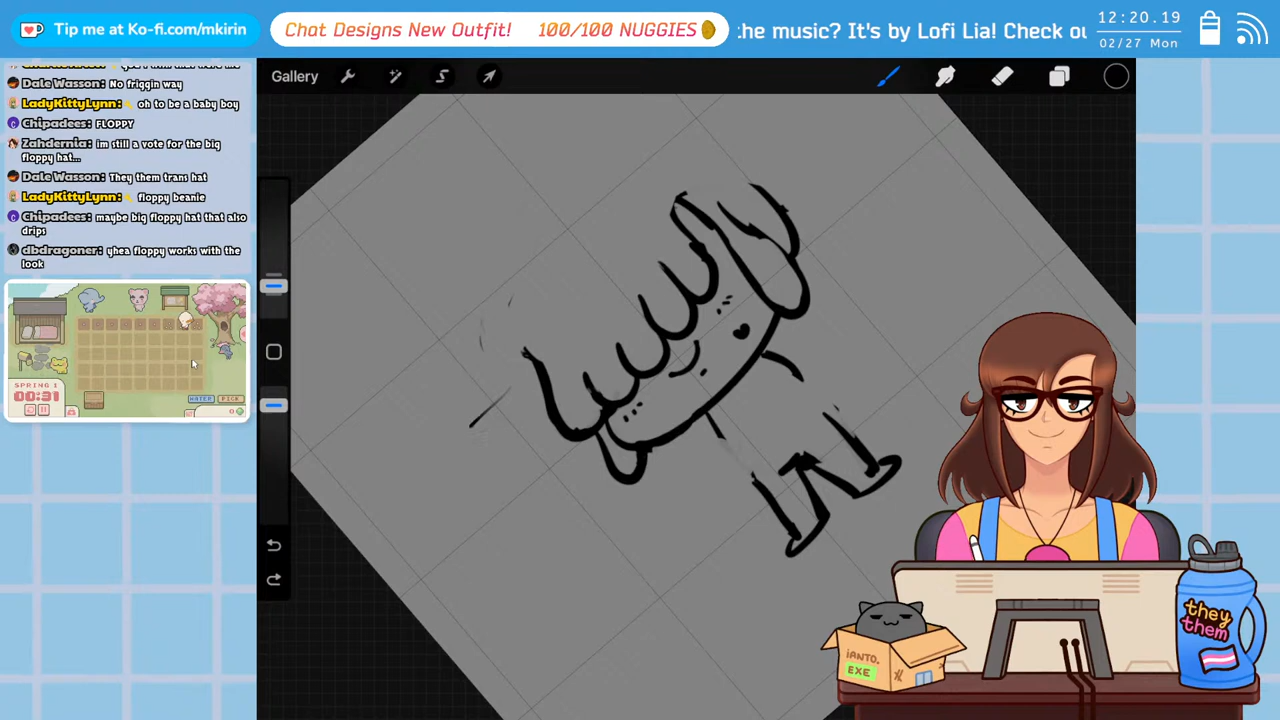 Tip me at Ko-fi.com/mkirin
Chat Designs New Outfit! 100/100 NUGGIES
the music? It's by Lofi Lia! Check ou
12:20.19
02/27 Mon
Dale Wasson: No friggin way
LadyKittyLynn: oh to be a baby boy
Chipadees: FLOPPY
Zahdernia: im still a vote for the big
floppy hat...
Dale Wasson: They them trans hat
LadyKittyLynn: floppy beanie
Chipadees: maybe big floppy hat that also
drips
dbdragoner: yhea floppy works with the
look
Gallery
SPRING 1
00:31
WATER
PICK
0
IANTO.
EXE
they
them